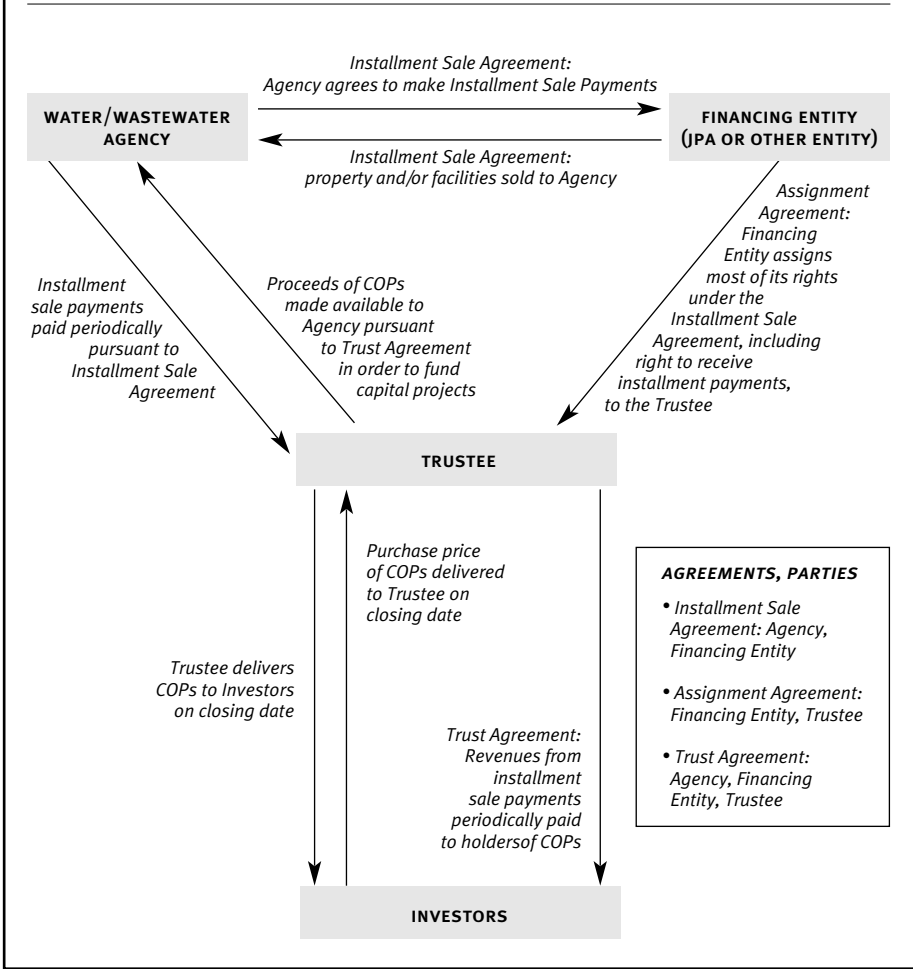 Installment Sale Agreement:
Agency agrees to make Installment Sale Payments
WATER/WASTEWATER
AGENCY
FINANCING ENTITY
(JPA OR OTHER ENTITY)
Installment Sale Agreement:
property and/or facilities sold to Agency
Assignment
Agreement:
Financing
Entity assigns
most of its rights
under the
Installment Sale
Agreement, including
right to receive
installment payments,
to the Trustee
Installment
sale payments
paid periodically
pursuant to
Installment Sale
Agreement
Proceeds of COPs
made available to
Agency pursuant
to Trust Agreement
in order to fund
capital projects
TRUSTEE
Purchase price
of COPs delivered
to Trustee on
closing date
Trustee delivers
COPs to Investors
on closing date
Trust Agreement:
Revenues from
installment
sale payments
periodically paid
to holdersof COPs
AGREEMENTS, PARTIES
• Installment Sale
Agreement: Agency,
Financing Entity
• Assignment Agreement:
Financing Entity, Trustee
• Trust Agreement:
Agency, Financing
Entity, Trustee
INVESTORS